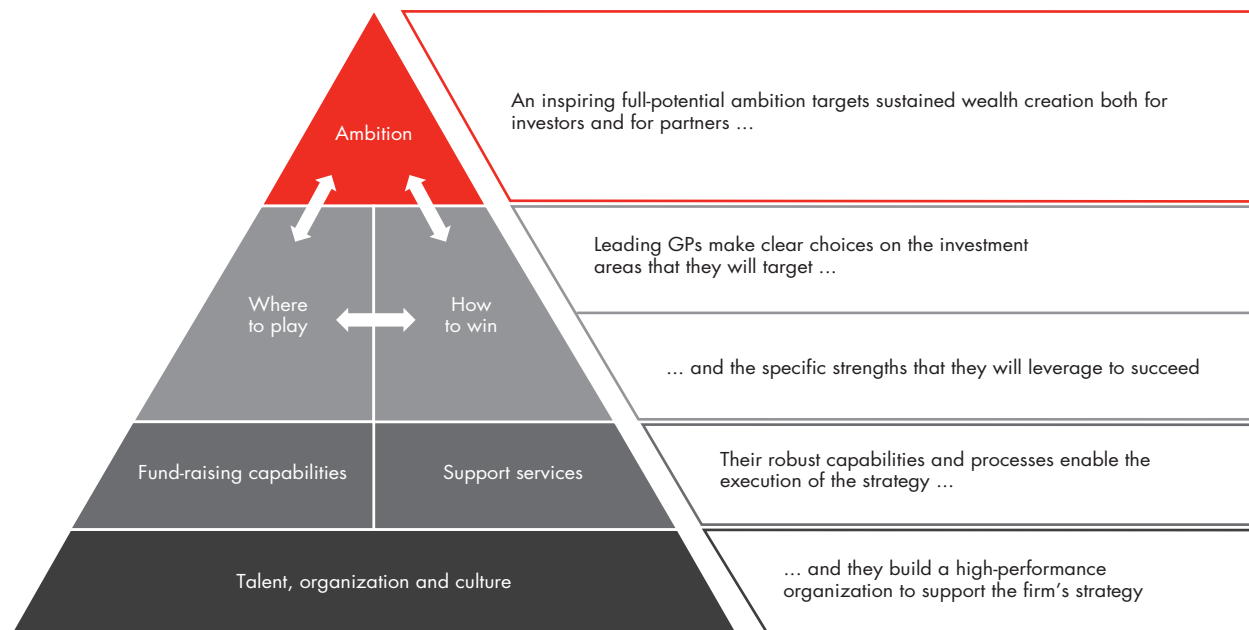 Ambition
An inspiring full-potential ambition targets sustained wealth creation both for
investors and for partners ...
Where
to play
How
to win
Leading GPs make clear choices on the investment
areas that they will target ...
... and the specific strengths that they will leverage to succeed
Fund-raising capabilities
Support services
Their robust capabilities and processes enable the
execution of the strategy ...
Talent, organization and culture
... and they build a high-performance
organization to support the firm’s strategy